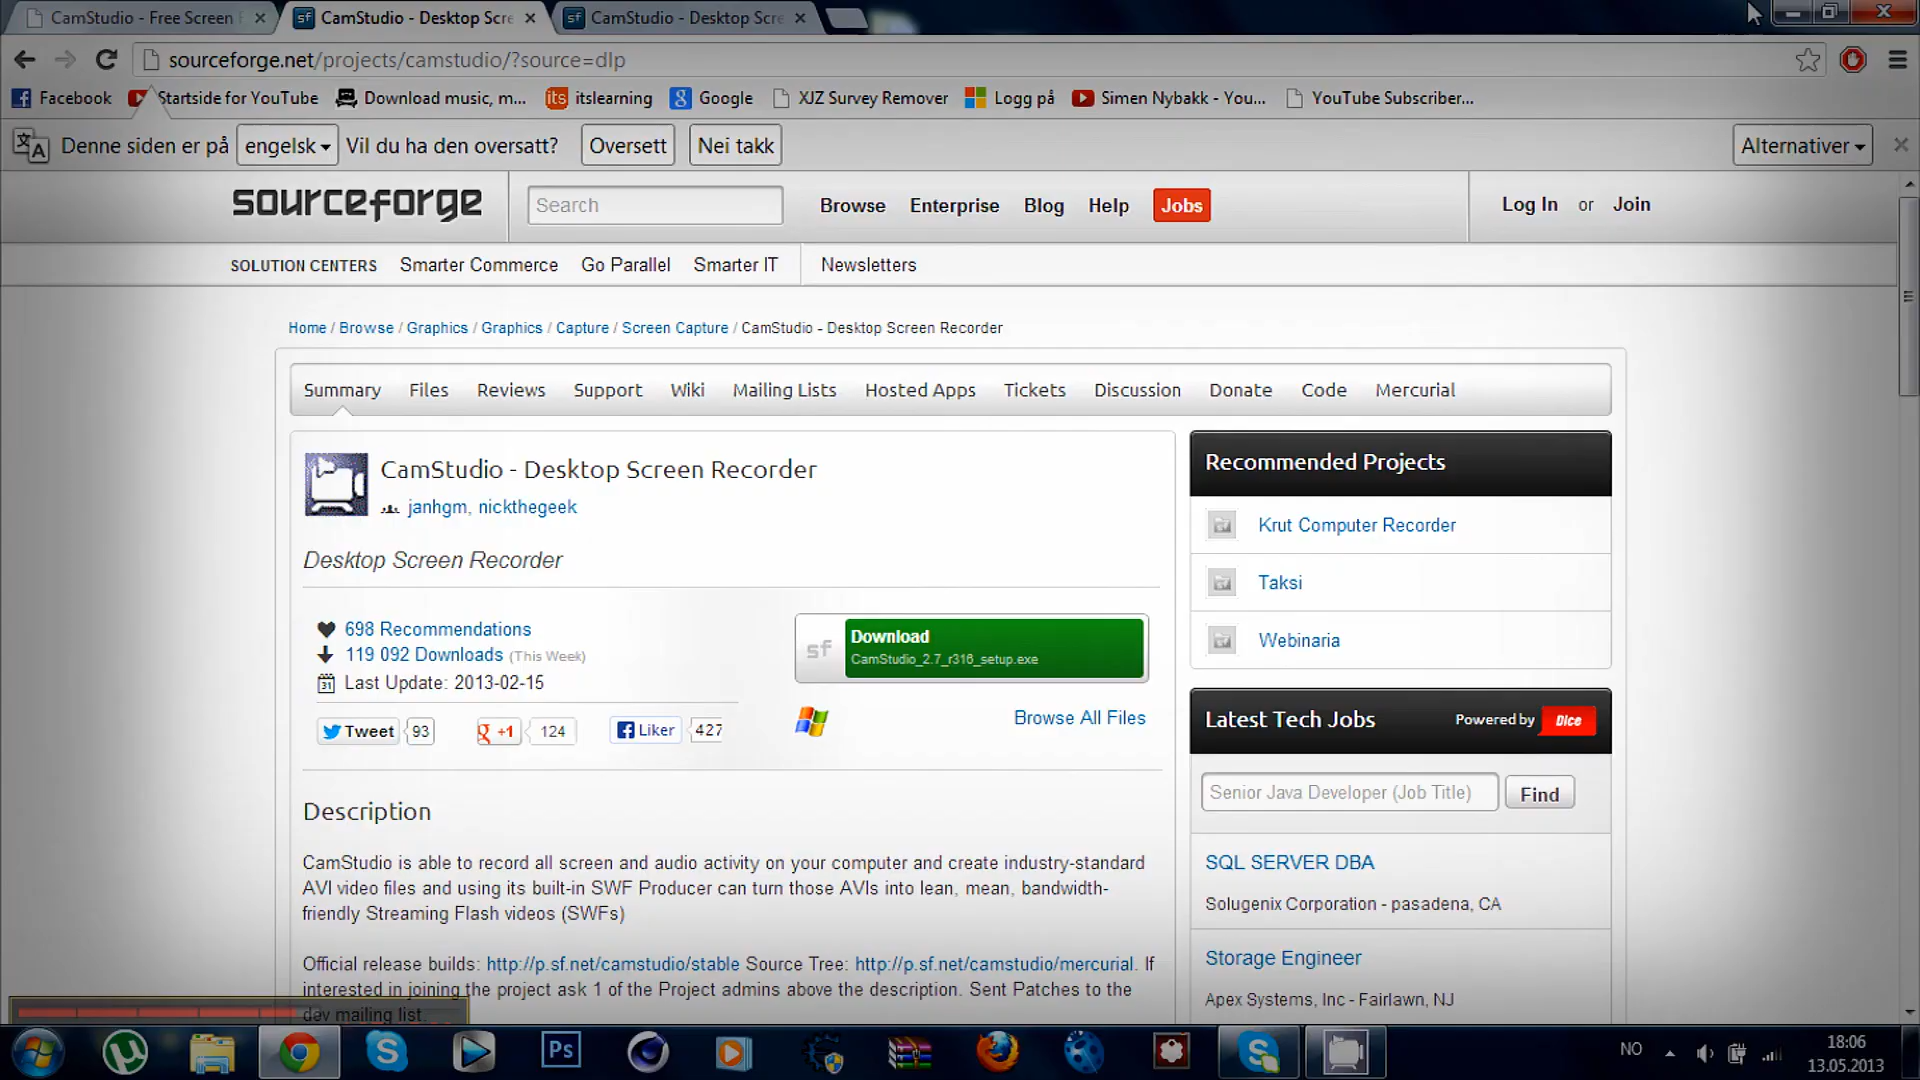 CamStudio - Free Screen
CamStudio - Desktop Scre
CamStudio - Desktop Scre
sourceforge.net/projects/camstudio/?source=dlp
Facebook
Startside for YouTube
Download music, m...
its
itslearning
Google
XJZ Survey Remover
Logg på
Simen Nybakk - You...
YouTube Subscriber...
Denne siden er på
engelsk
Vil du ha den oversatt?
Oversett
Nei takk
Alternativer
sourceforge
Search
Browse
Enterprise
Blog
Help
Jobs
Log In or Join
SOLUTION CENTERS
Smarter Commerce
Go Parallel
Smarter IT
Newsletters
Home / Browse / Graphics / Graphics / Capture / Screen Capture / CamStudio - Desktop Screen Recorder
Summary
Files
Reviews
Support
Wiki
Mailing Lists
Hosted Apps
Tickets
Discussion
Donate
Code
Mercurial
CamStudio - Desktop Screen Recorder
janhgm, nickthegeek
Desktop Screen Recorder
698 Recommendations
119 092 Downloads (This Week)
31
Last Update: 2013-02-15
Tweet
93
g +1
124
Liker
427
sf
Download
CamStudio_2.7_r316_setup.exe
Browse All Files
Description
CamStudio is able to record all screen and audio activity on your computer and create industry-standard
AVI video files and using its built-in SWF Producer can turn those AVIs into lean, mean, bandwidth-
friendly Streaming Flash videos (SWFs)
Official release builds: http://p.sf.net/camstudio/stable Source Tree: http://p.sf.net/camstudio/mercurial. If
interested in joining the project ask 1 of the Project admins above the description. Sent Patches to the
dev mailing list.
Recommended Projects
Krut Computer Recorder
Taksi
Webinaria
Latest Tech Jobs
Powered by
Dice
Senior Java Developer (Job Title)
Find
SQL SERVER DBA
Solugenix Corporation - pasadena, CA
Storage Engineer
Apex Systems, Inc - Fairlawn, NJ
Ps
NO
18:06
13.05.2013